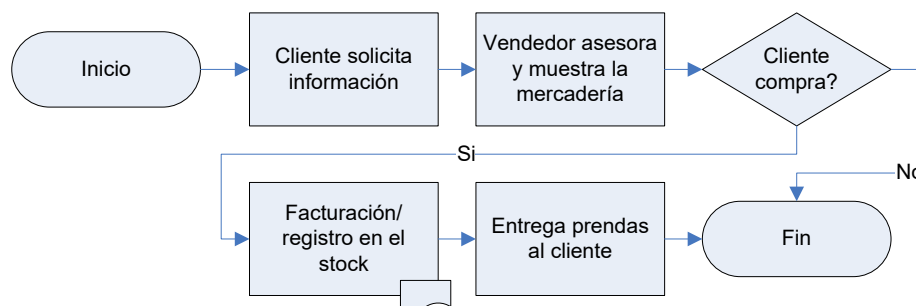 Inicio
Cliente solicita
información
Vendedor asesora
y muestra la
mercadería
Cliente
compra?
Si
No
Facturación/
registro en el
stock
Entrega prendas
al cliente
Fin